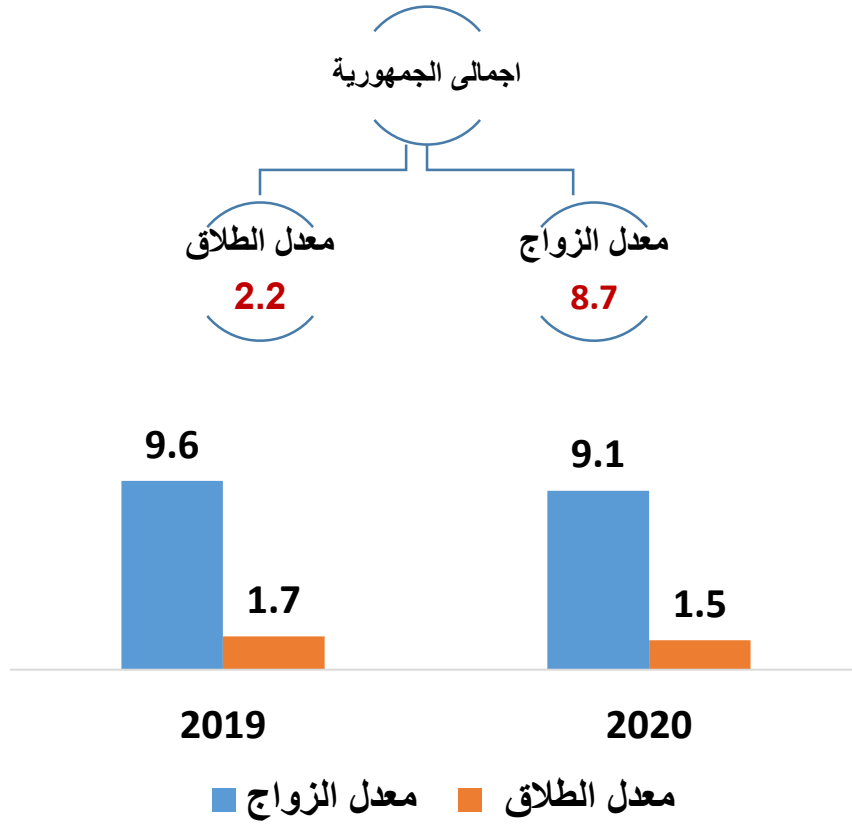 اجمالى الجمهورية
معدل الزواج
8.7
معدل الطلاق
2.2
9.6
1.7
9.1
1.5
2019
2020
معدل الزواج
معدل الطلاق